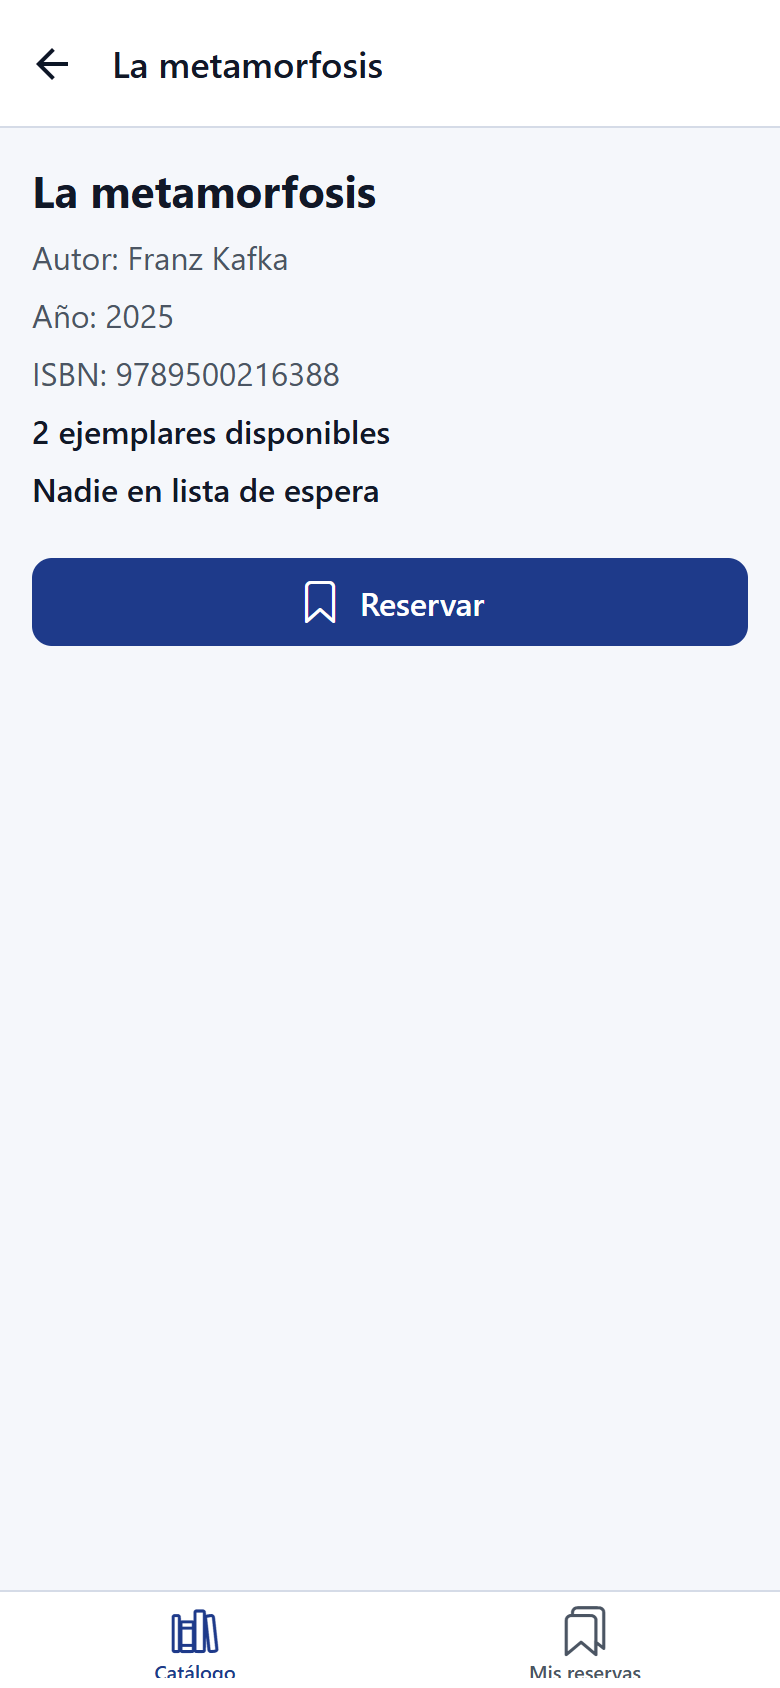 La metamorfosis
La metamorfosis
Autor: Franz Kafka
Año: 2025
ISBN: 9789500216388
2 ejemplares disponibles
Nadie en lista de espera
Reservar
Catálogo
Mis reservas